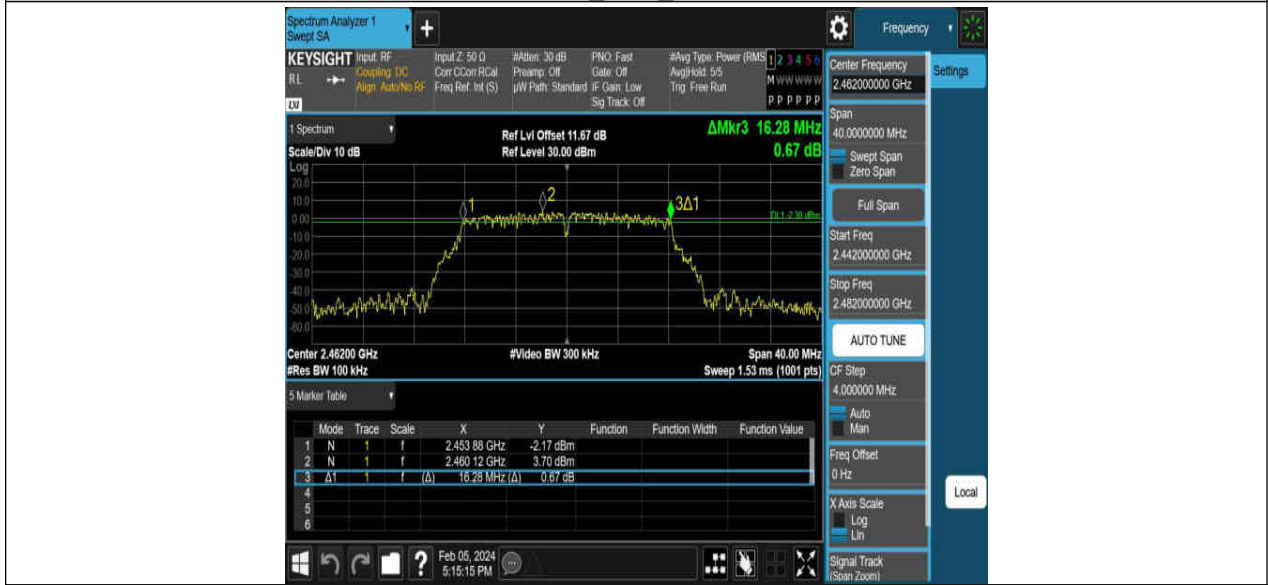 Spectrum Analyzer 1
Swept SA
+
Frequency
KEYSIGHT
RL
LXI
Input: RF
Coupling: DC
Align: Auto/No RF
Input Z: 50 Ω
Corr CCorr RCal
Freq Ref: Int (S)
#Atten: 30 dB
Preamp: Off
µW Path: Standard
PNO: Fast
Gate: Off
IF Gain: Low
Sig Track: Off
#Avg Type: Power (RMS
Avg|Hold: 5/5
Trig: Free Run
1 2 3 4 5 6
M W W W W W
P P P P P P
Center Frequency
2.462000000 GHz
Settings
Span
40.0000000 MHz
Swept Span
Zero Span
Full Span
Start Freq
2.442000000 GHz
Stop Freq
2.482000000 GHz
AUTO TUNE
CF Step
4.000000 MHz
Auto
Man
Freq Offset
0 Hz
X Axis Scale
Log
Lin
Signal Track
(Span Zoom)
Local
1 Spectrum
Scale/Div 10 dB
Ref Lvl Offset 11.67 dB
Ref Level 30.00 dBm
ΔMkr3 16.28 MHz
0.67 dB
Log
20.0
10.0
0.00
-10.0
-20.0
-30.0
-40.0
-50.0
-60.0
1
2
3Δ1
DL1 -2.30 dBm
Center 2.46200 GHz
#Video BW 300 kHz
Span 40.00 MHz
#Res BW 100 kHz
Sweep 1.53 ms (1001 pts)
5 Marker Table
Mode Trace Scale X Y Function Function Width Function Value
1 N 1 f 2.453 88 GHz -2.17 dBm
2 N 1 f 2.460 12 GHz 3.70 dBm
3 Δ1 1 f (Δ) 16.28 MHz (Δ) 0.67 dB
4
5
6
?
Feb 05, 2024
5:15:15 PM